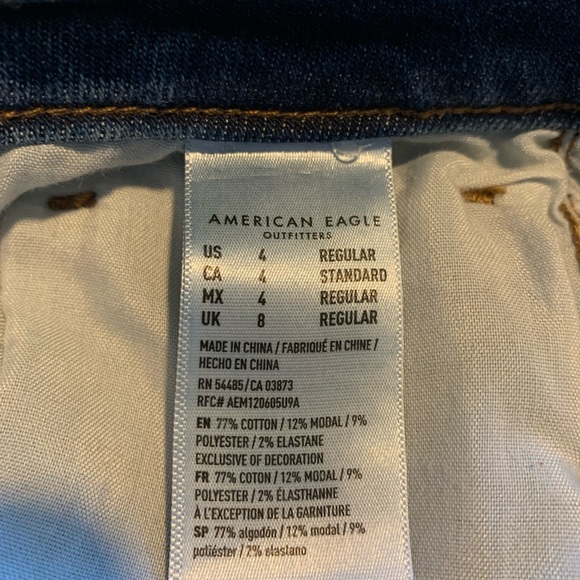 AMERICAN EAGLE
OUTFITTERS
US 4 REGULAR
CA 4 STANDARD
MX 4 REGULAR
UK 8 REGULAR
MADE IN CHINA / FABRIQUÉ EN CHINE /
HECHO EN CHINA
RN 54485/CA 03873
RFC# AEM120605U9A
EN 77% COTTON / 12% MODAL / 9%
POLYESTER / 2% ELASTANE
EXCLUSIVE OF DECORATION
FR 77% COTON / 12% MODAL / 9%
POLYESTER / 2% ÉLASTHANNE
À L'EXCEPTION DE LA GARNITURE
SP 77% algodón / 12% modal / 9%
poliéster / 2% elastano